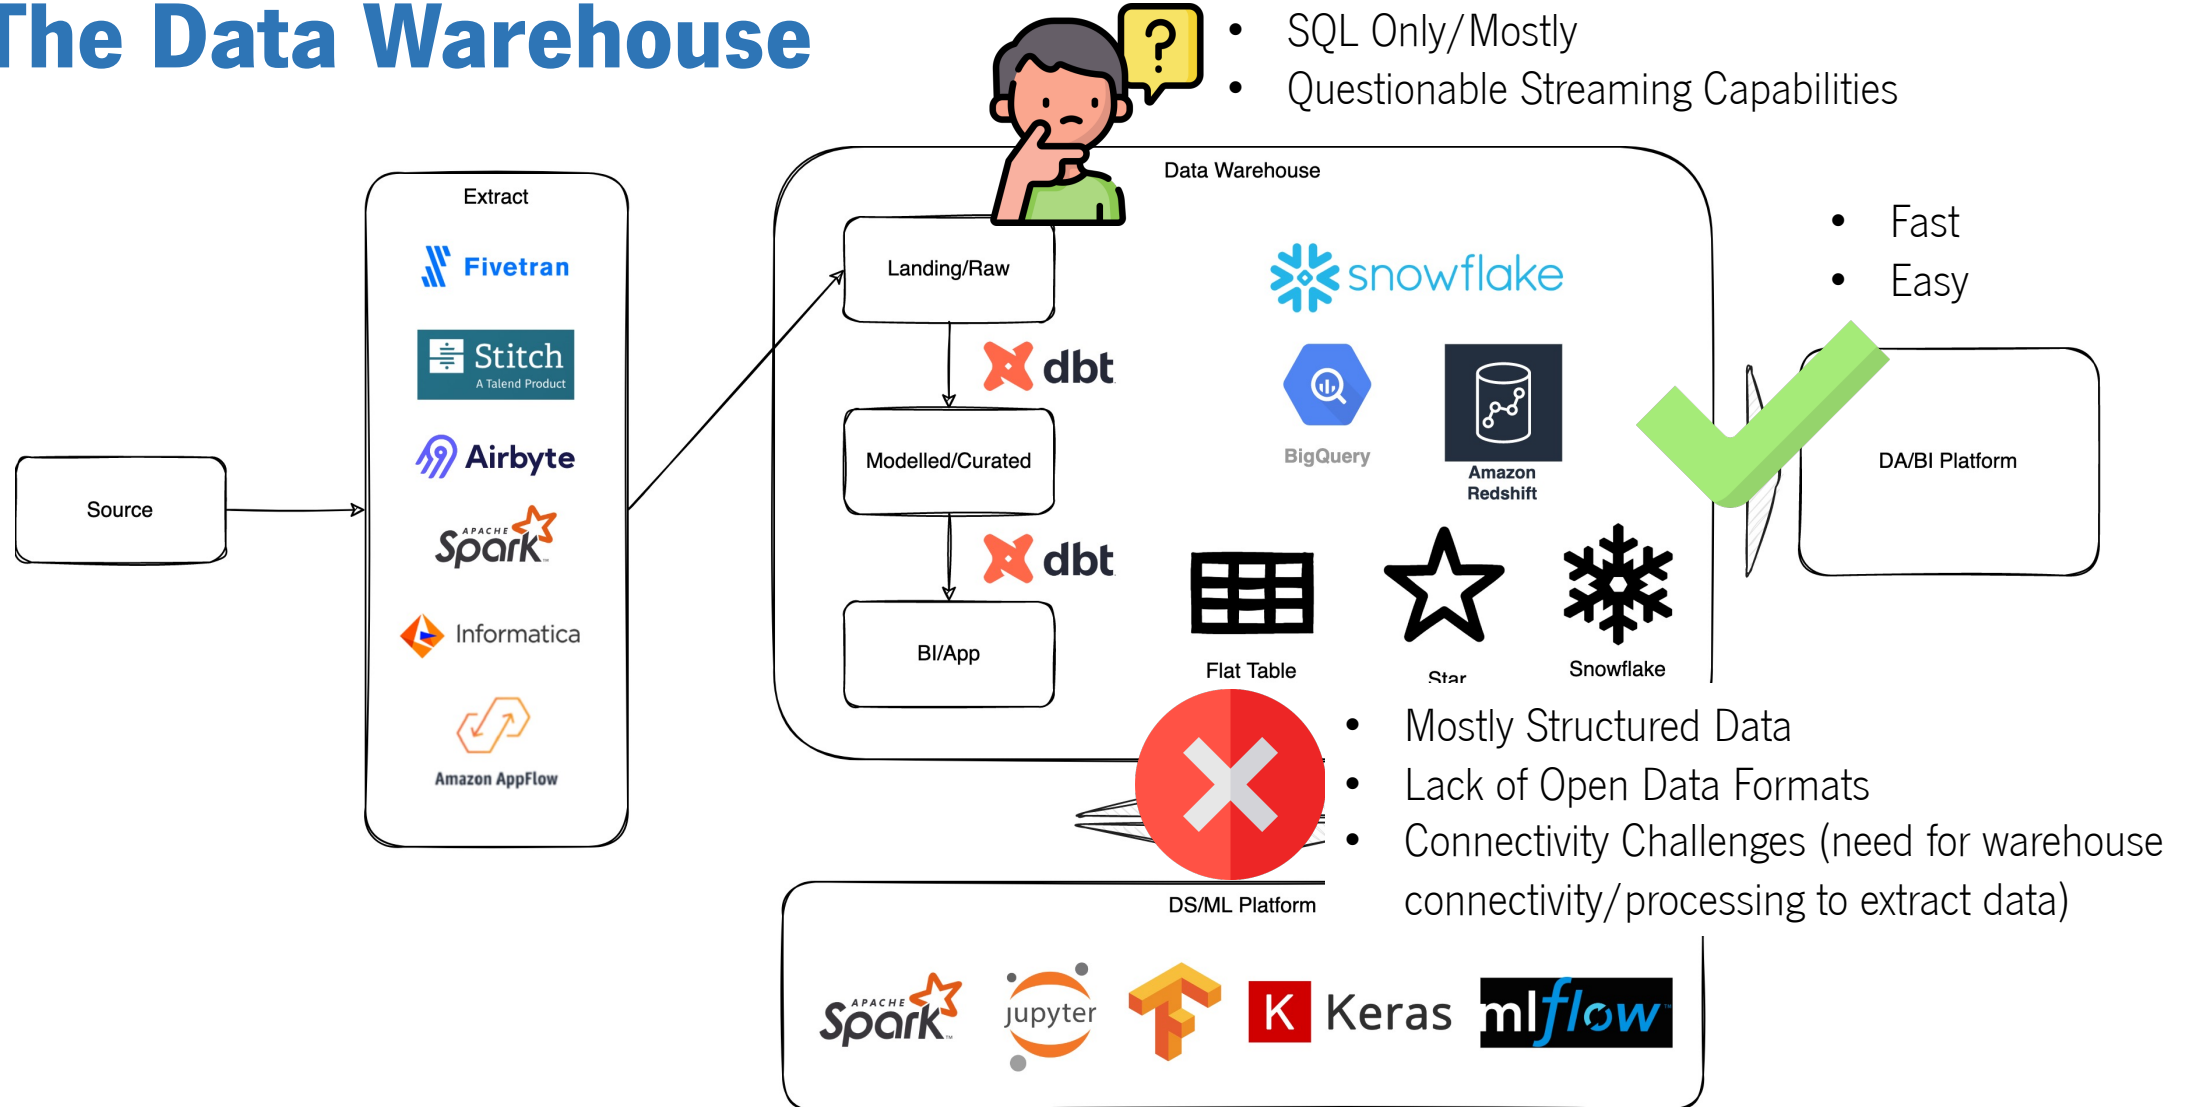 The Data Warehouse
?
• SQL Only/Mostly
• Questionable Streaming Capabilities
Data Warehouse
Extract
Fivetran
Stitch
A Talend Product
Airbyte
APACHE
Spark™
Informatica
Amazon AppFlow
Source
Landing/Raw
dbt
Modelled/Curated
dbt
BI/App
snowflake
BigQuery
Amazon
Redshift
Flat Table
Star
Snowflake
• Fast
• Easy
DA/BI Platform
• Mostly Structured Data
• Lack of Open Data Formats
• Connectivity Challenges (need for warehouse
connectivity/processing to extract data)
DS/ML Platform
APACHE
Spark™
jupyter
K Keras
mlflow™